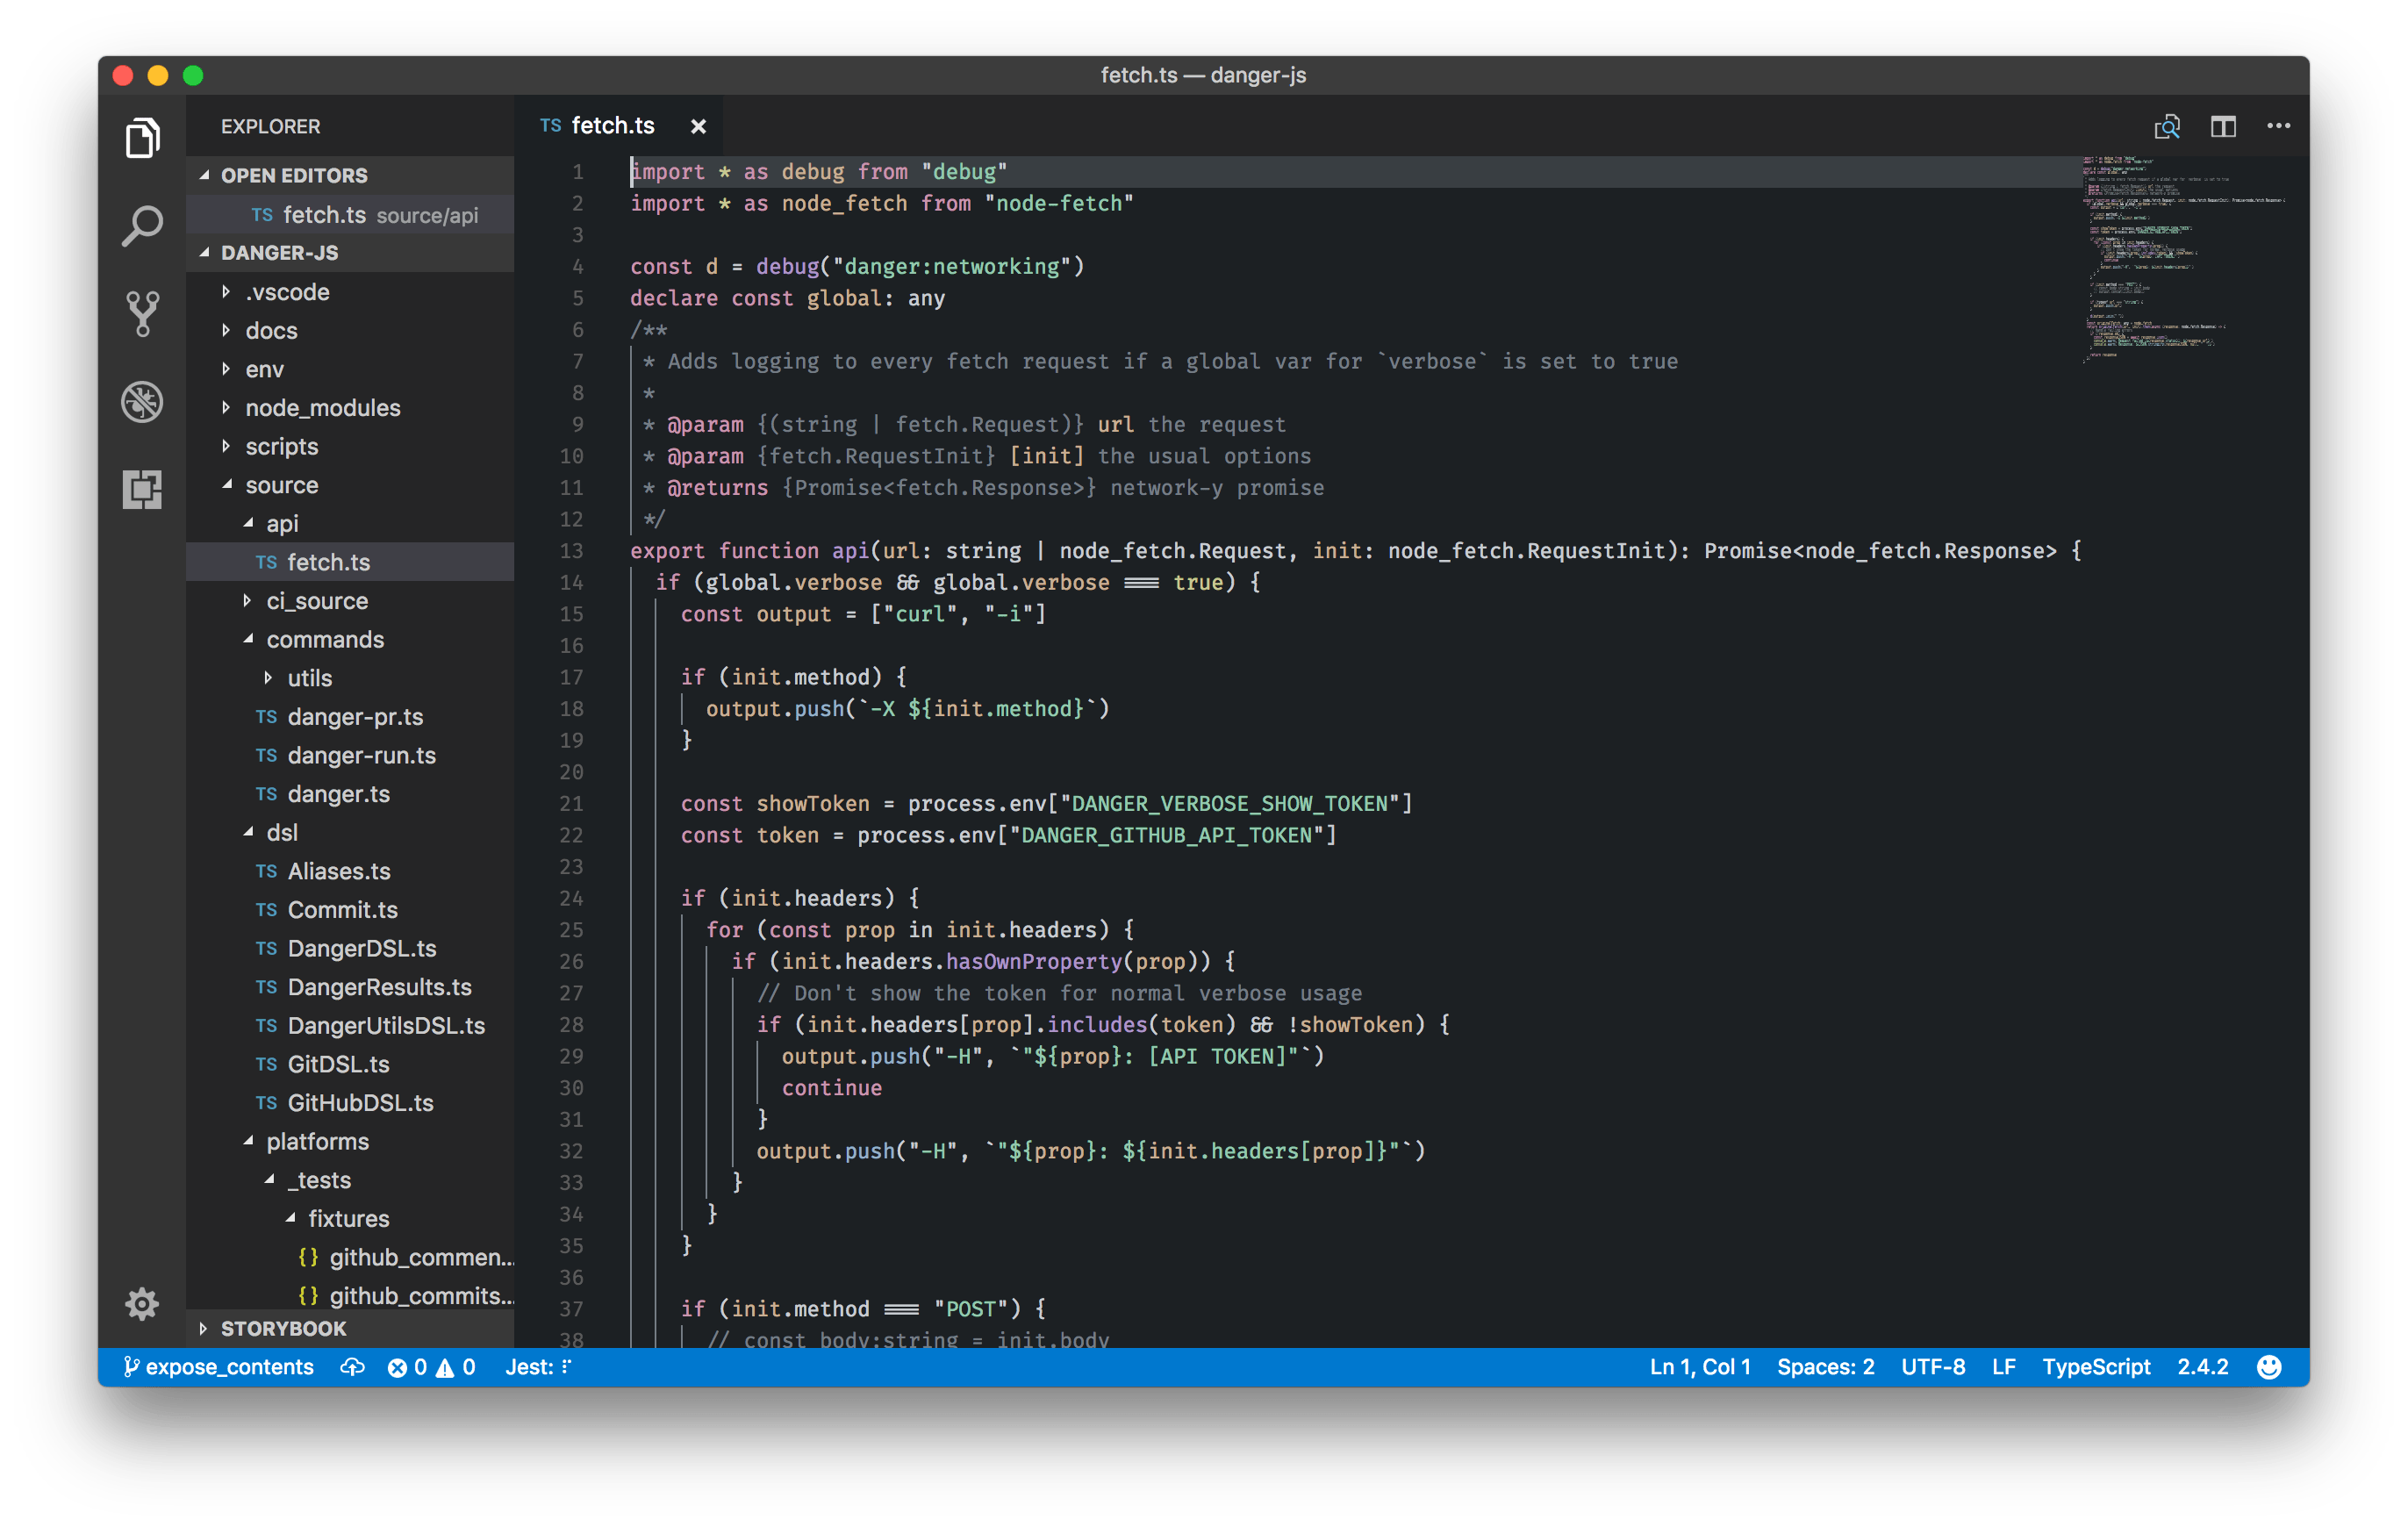 fetch.ts — danger-js
EXPLORER
OPEN EDITORS
TS fetch.ts source/api
DANGER-JS
.vscode
docs
env
node_modules
scripts
source
api
TS fetch.ts
ci_source
commands
utils
TS danger-pr.ts
TS danger-run.ts
TS danger.ts
dsl
TS Aliases.ts
TS Commit.ts
TS DangerDSL.ts
TS DangerResults.ts
TS DangerUtilsDSL.ts
TS GitDSL.ts
TS GitHubDSL.ts
platforms
_tests
fixtures
{} github_commen...
{} github_commits...
STORYBOOK
TS fetch.ts
1 import * as debug from "debug"
2 import * as node_fetch from "node-fetch"
3
4 const d = debug("danger:networking")
5 declare const global: any
6 /**
7 * Adds logging to every fetch request if a global var for `verbose` is set to true
8 *
9 * @param {(string | fetch.Request)} url the request
10 * @param {fetch.RequestInit} [init] the usual options
11 * @returns {Promise<fetch.Response>} network-y promise
12 */
13 export function api(url: string | node_fetch.Request, init: node_fetch.RequestInit): Promise<node_fetch.Response> {
14 if (global.verbose && global.verbose === true) {
15 const output = ["curl", "-i"]
16
17 if (init.method) {
18 output.push(`-X ${init.method}`)
19 }
20
21 const showToken = process.env["DANGER_VERBOSE_SHOW_TOKEN"]
22 const token = process.env["DANGER_GITHUB_API_TOKEN"]
23
24 if (init.headers) {
25 for (const prop in init.headers) {
26 if (init.headers.hasOwnProperty(prop)) {
27 // Don't show the token for normal verbose usage
28 if (init.headers[prop].includes(token) && !showToken) {
29 output.push("-H", `"${prop}: [API TOKEN]"`)
30 continue
31 }
32 output.push("-H", `"${prop}: ${init.headers[prop]}"`)
33 }
34 }
35 }
36
37 if (init.method === "POST") {
38 // const body:string = init.body
expose_contents 0 0 Jest: Ln 1, Col 1 Spaces: 2 UTF-8 LF TypeScript 2.4.2